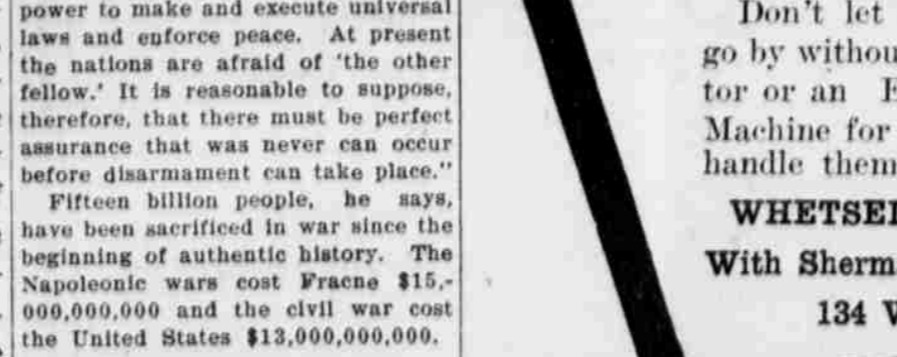 power to make and execute universal
laws and enforce peace. At present
the nations are afraid of 'the other
fellow.' It is reasonable to suppose,
therefore, that there must be perfect
assurance that was never can occur
before disarmament can take place."
Fifteen billion people, he says,
have been sacrificed in war since the
beginning of authentic history. The
Napoleonic wars cost Fracne $15,-
000,000,000 and the civil war cost
the United States $13,000,000,000.
Don't let
go by
tor or an
Machine for
handle them
With
134